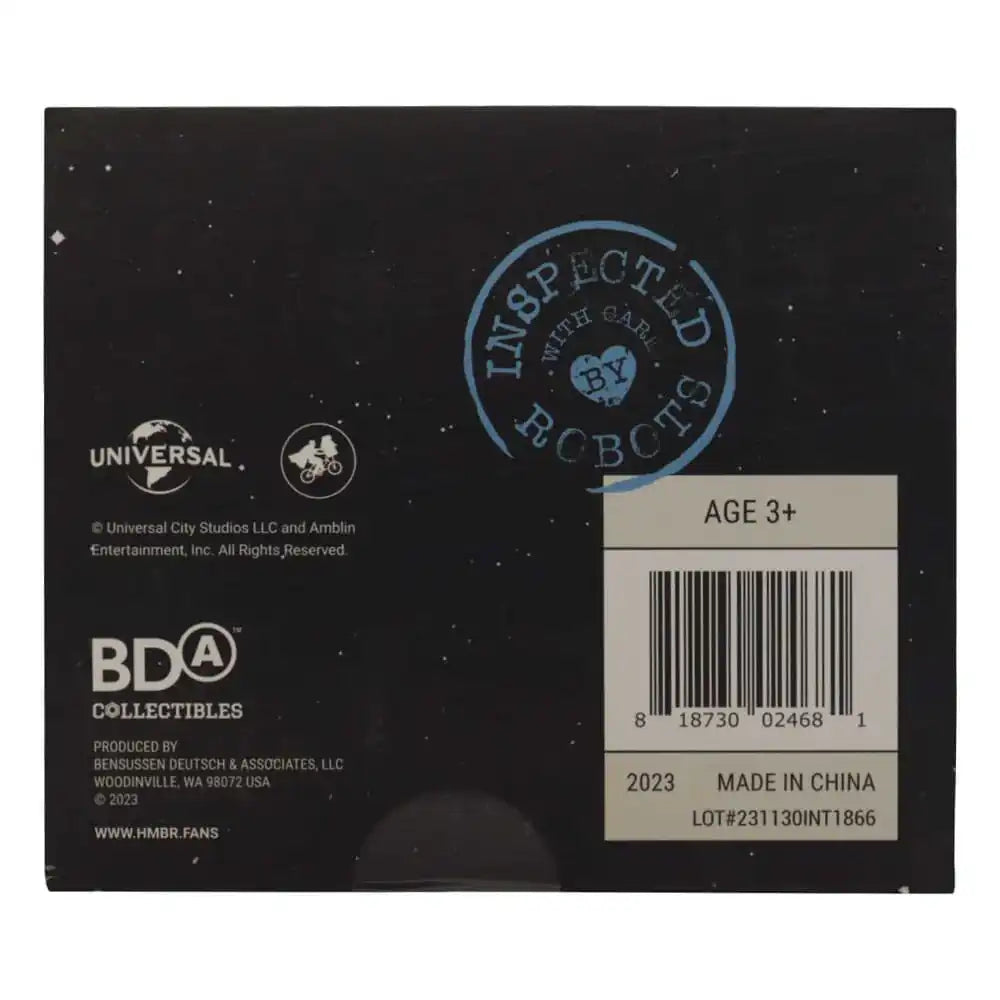 INSPECTED
WITH CARE
BY
ROBOTS
UNIVERSAL
© Universal City Studios LLC and Amblin
Entertainment, Inc. All Rights Reserved.
BDA™
COLLECTIBLES
PRODUCED BY
BENSUSSEN DEUTSCH & ASSOCIATES, LLC
WOODINVILLE, WA 98072 USA
© 2023
WWW.HMBR.FANS
AGE 3+
8 18730 02468 1
2023 MADE IN CHINA
LOT#231130INT1866